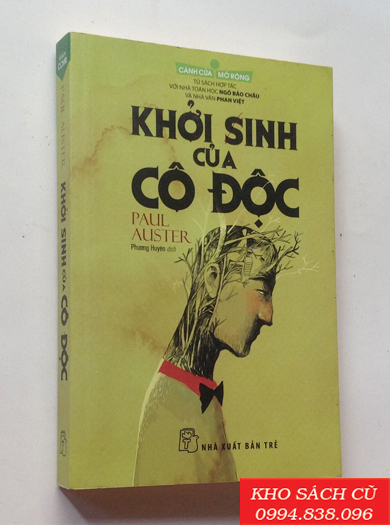 CÁNH CỬA MỞ RỘNG
TỦ SÁCH HỢP TÁC
VỚI NHÀ TOÁN HỌC NGÔ BẢO CHÂU
VÀ NHÀ VĂN PHAN VIỆT
KHỞI SINH
CỦA
CÔ ĐỘC
PAUL
AUSTER
Phương Huyên dịch
NHÀ XUẤT BẢN TRẺ
PAUL AUSTER KHỞI SINH CỦA CÔ ĐỘC
KHO SÁCH CŨ
0994.838.096